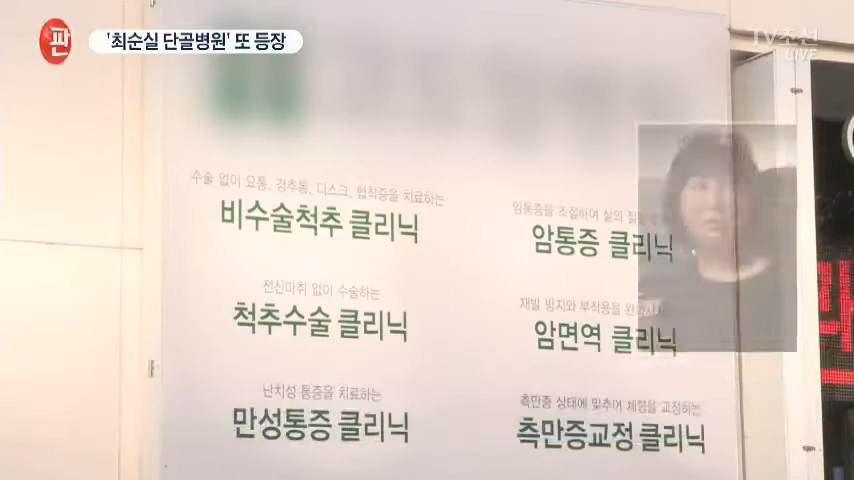 판
'최순실 단골병원' 또 등장
TV조선
LIVE
수술 없이 요통, 경추통, 디스크, 협착증을 치료하는
비수술척추 클리닉
암통증을 조절하여 삶의 질을
암통증 클리닉
전신마취 없이 수술하는
척추수술 클리닉
재발 방지와 부작용을
암면역 클리닉
난치성 통증을 치료하는
만성통증 클리닉
측만증 상태에 맞추어 체형을 교정하는
측만증교정 클리닉